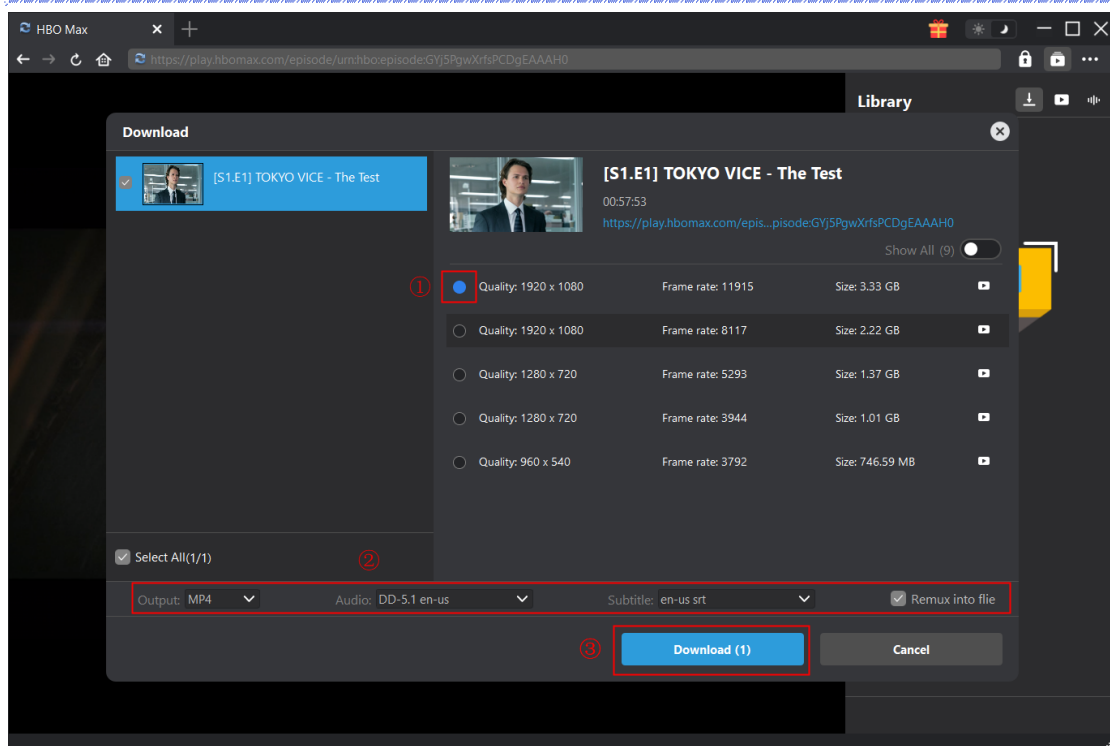 HBO Max
https://play.hbomax.com/episode/urn:hbo:episode:GYj5PgwXrfsPCDgEAAAH0
Library
Download
[S1.E1] TOKYO VICE - The Test
[S1.E1] TOKYO VICE - The Test
00:57:53
https://play.hbomax.com/epis...pisode:GYj5PgwXrfsPCDgEAAAH0
Show All (9)
① Quality: 1920 x 1080 Frame rate: 11915 Size: 3.33 GB
Quality: 1920 x 1080 Frame rate: 8117 Size: 2.22 GB
Quality: 1280 x 720 Frame rate: 5293 Size: 1.37 GB
Quality: 1280 x 720 Frame rate: 3944 Size: 1.01 GB
Quality: 960 x 540 Frame rate: 3792 Size: 746.59 MB
Select All(1/1) ②
Output: MP4 Audio: DD-5.1 en-us Subtitle: en-us srt Remux into flie
③ Download (1) Cancel